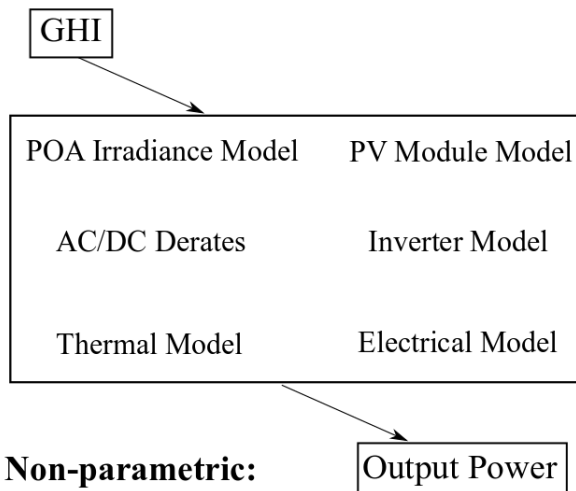 GHI
POA Irradiance Model PV Module Model
AC/DC Derates Inverter Model
Thermal Model Electrical Model
Non-parametric: Output Power